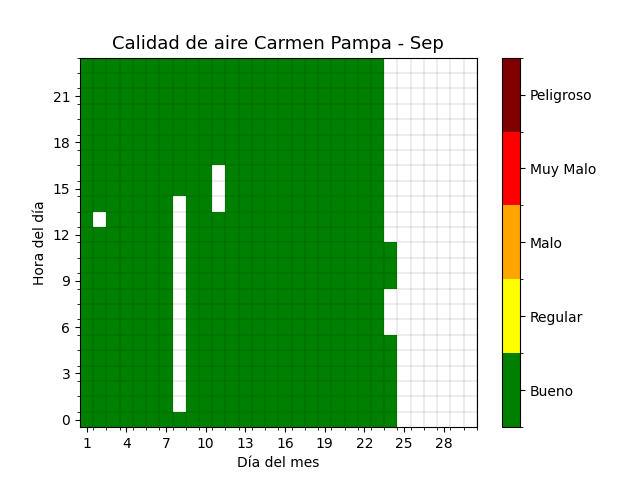 Calidad de aire Carmen Pampa - Sep
Hora del día
21
18
15
12
9
6
3
0
1 4 7 10 13 16 19 22 25 28
Día del mes
Peligroso
Muy Malo
Malo
Regular
Bueno